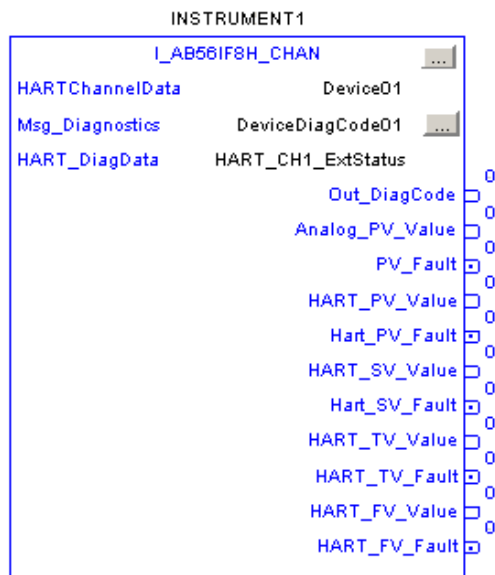 INSTRUMENT1
I_AB56IF8H_CHAN ...
HARTChannelData Device01
Msg_Diagnostics DeviceDiagCode01 ...
HART_DiagData HART_CH1_ExtStatus
0
Out_DiagCode
0
Analog_PV_Value
0
PV_Fault
0
HART_PV_Value
0
Hart_PV_Fault
0
HART_SV_Value
0
Hart_SV_Fault
0
HART_TV_Value
0
HART_TV_Fault
0
HART_FV_Value
0
HART_FV_Fault